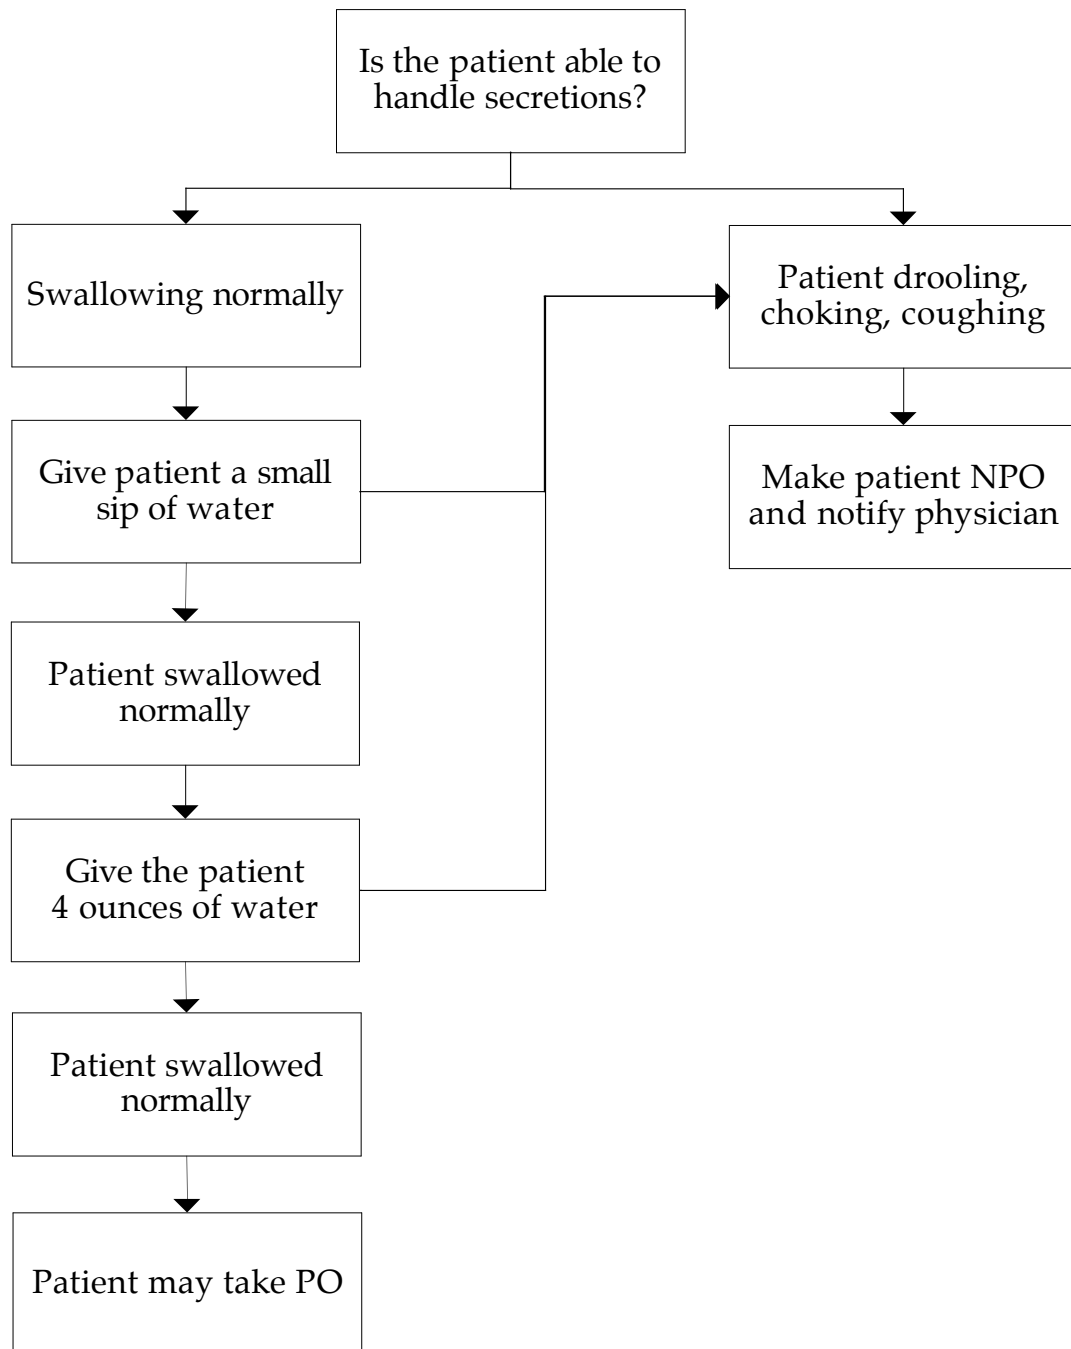 Is the patient able to
handle secretions?
Swallowing normally
Patient drooling,
choking, coughing
Give patient a small
sip of water
Make patient NPO
and notify physician
Patient swallowed
normally
Give the patient
4 ounces of water
Patient swallowed
normally
Patient may take PO